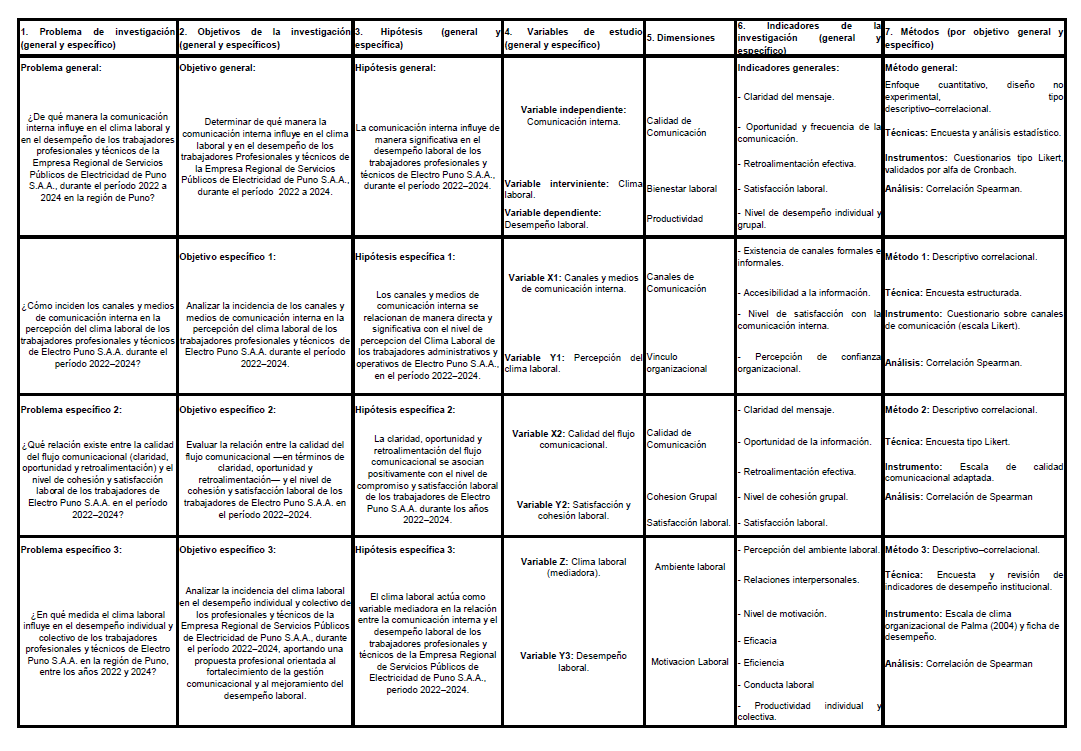 1. Problema de investigación
(general y específico)
2. Objetivos de la investigación
(general y específicos)
3. Hipótesis (general y
específica)
4. Variables de estudio
(general y específico)
5. Dimensiones
6. Indicadores de la
investigación (general y
específico)
7. Métodos (por objetivo general y
específico)
Problema general:
¿De qué manera la comunicación
interna influye en el clima laboral y
en el desempeño de los trabajadores
profesionales y técnicos de la
Empresa Regional de Servicios
Públicos de Electricidad de Puno
S.A.A., durante el período 2022 a
2024 en la región de Puno?
Objetivo general:
Determinar de qué manera la
comunicación interna influye en el clima
laboral y en el desempeño de los
trabajadores Profesionales y técnicos de
la Empresa Regional de Servicios
Públicos de Electricidad de Puno S.A.A.,
durante el período 2022 a 2024.
Hipótesis general:
La comunicación interna influye de
manera significativa en el
desempeño laboral de los
trabajadores profesionales y
técnicos de Electro Puno S.A.A.,
durante el período 2022–2024.
Variable independiente:
Comunicación interna.
Variable interviniente: Clima
laboral.
Variable dependiente:
Desempeño laboral.
Calidad de
Comunicación
Bienestar laboral
Productividad
Indicadores generales:
- Claridad del mensaje.
- Oportunidad y frecuencia de la
comunicación.
- Retroalimentación efectiva.
- Satisfacción laboral.
- Nivel de desempeño individual y
grupal.
Método general:
Enfoque cuantitativo, diseño no
experimental, tipo
descriptivo–correlacional.
Técnicas: Encuesta y análisis estadístico.
Instrumentos: Cuestionarios tipo Likert,
validados por alfa de Cronbach.
Análisis: Correlación Spearman.
¿Cómo inciden los canales y medios
de comunicación interna en la
percepción del clima laboral de los
trabajadores profesionales y técnicos
de Electro Puno S.A.A. durante el
período 2022–2024?
Objetivo específico 1:
Analizar la incidencia de los canales y
medios de comunicación interna en la
percepción del clima laboral de los
trabajadores profesionales y técnicos de
Electro Puno S.A.A. durante el período
2022–2024.
Hipótesis específica 1:
Los canales y medios de
comunicación interna se
relacionan de manera directa y
significativa con el nivel de
percepcion del Clima Laboral de
los trabajadores administrativos y
operativos de Electro Puno S.A.A.,
en el período 2022–2024.
Variable X1: Canales y medios
de comunicación interna.
Variable Y1: Percepción del
clima laboral.
Canales de
Comunicación
Vinculo
organizacional
- Existencia de canales formales e
informales.
- Accesibilidad a la información.
- Nivel de satisfacción con la
comunicación interna.
- Percepción de confianza
organizacional.
Método 1: Descriptivo correlacional.
Técnica: Encuesta estructurada.
Instrumento: Cuestionario sobre canales
de comunicación (escala Likert).
Análisis: Correlación Spearman.
Problema específico 2:
¿Qué relación existe entre la calidad
del flujo comunicacional (claridad,
oportunidad y retroalimentación) y el
nivel de cohesión y satisfacción
laboral de los trabajadores de
Electro Puno S.A.A. en el período
2022–2024?
Objetivo específico 2:
Evaluar la relación entre la calidad del
flujo comunicacional —en términos de
claridad, oportunidad y
retroalimentación— y el nivel de
cohesión y satisfacción laboral de los
trabajadores de Electro Puno S.A.A. en
el período 2022–2024.
Hipótesis específica 2:
La claridad, oportunidad y
retroalimentación del flujo
comunicacional se asocian
positivamente con el nivel de
compromiso y satisfacción laboral
de los trabajadores de Electro
Puno S.A.A. durante los años
2022–2024.
Variable X2: Calidad del flujo
comunicacional.
Variable Y2: Satisfacción y
cohesión laboral.
Calidad de
Comunicación
Cohesion Grupal
Satisfacción laboral.
- Claridad del mensaje.
- Oportunidad de la información.
- Retroalimentación efectiva.
- Nivel de cohesión grupal.
- Satisfacción laboral.
Método 2: Descriptivo correlacional.
Técnica: Encuesta tipo Likert.
Instrumento: Escala de calidad
comunicacional adaptada.
Análisis: Correlación de Spearman
Problema específico 3:
¿En qué medida el clima laboral
influye en el desempeño individual y
colectivo de los trabajadores
profesionales y técnicos de Electro
Puno S.A.A. en la región de Puno,
entre los años 2022 y 2024?
Objetivo específico 3:
Analizar la incidencia del clima laboral
en el desempeño individual y colectivo de
los profesionales y técnicos de la
Empresa Regional de Servicios Públicos
de Electricidad de Puno S.A.A., durante
el período 2022–2024, aportando una
propuesta profesional orientada al
fortalecimiento de la gestión
comunicacional y al mejoramiento del
desempeño laboral.
Hipótesis específica 3:
El clima laboral actúa como
variable mediadora en la relación
entre la comunicación interna y el
desempeño laboral de los
trabajadores profesionales y
técnicos de la Empresa Regional
de Servicios Públicos de
Electricidad de Puno S.A.A.,
periodo 2022–2024.
Variable Z: Clima laboral
(mediadora).
Variable Y3: Desempeño
laboral.
Ambiente laboral
Motivacion Laboral
- Percepción del ambiente laboral.
- Relaciones interpersonales.
- Nivel de motivación.
- Eficacia
- Eficiencia
- Conducta laboral
- Productividad individual y
colectiva.
Método 3: Descriptivo–correlacional.
Técnica: Encuesta y revisión de
indicadores de desempeño institucional.
Instrumento: Escala de clima
organizacional de Palma (2004) y ficha de
desempeño.
Análisis: Correlación de Spearman